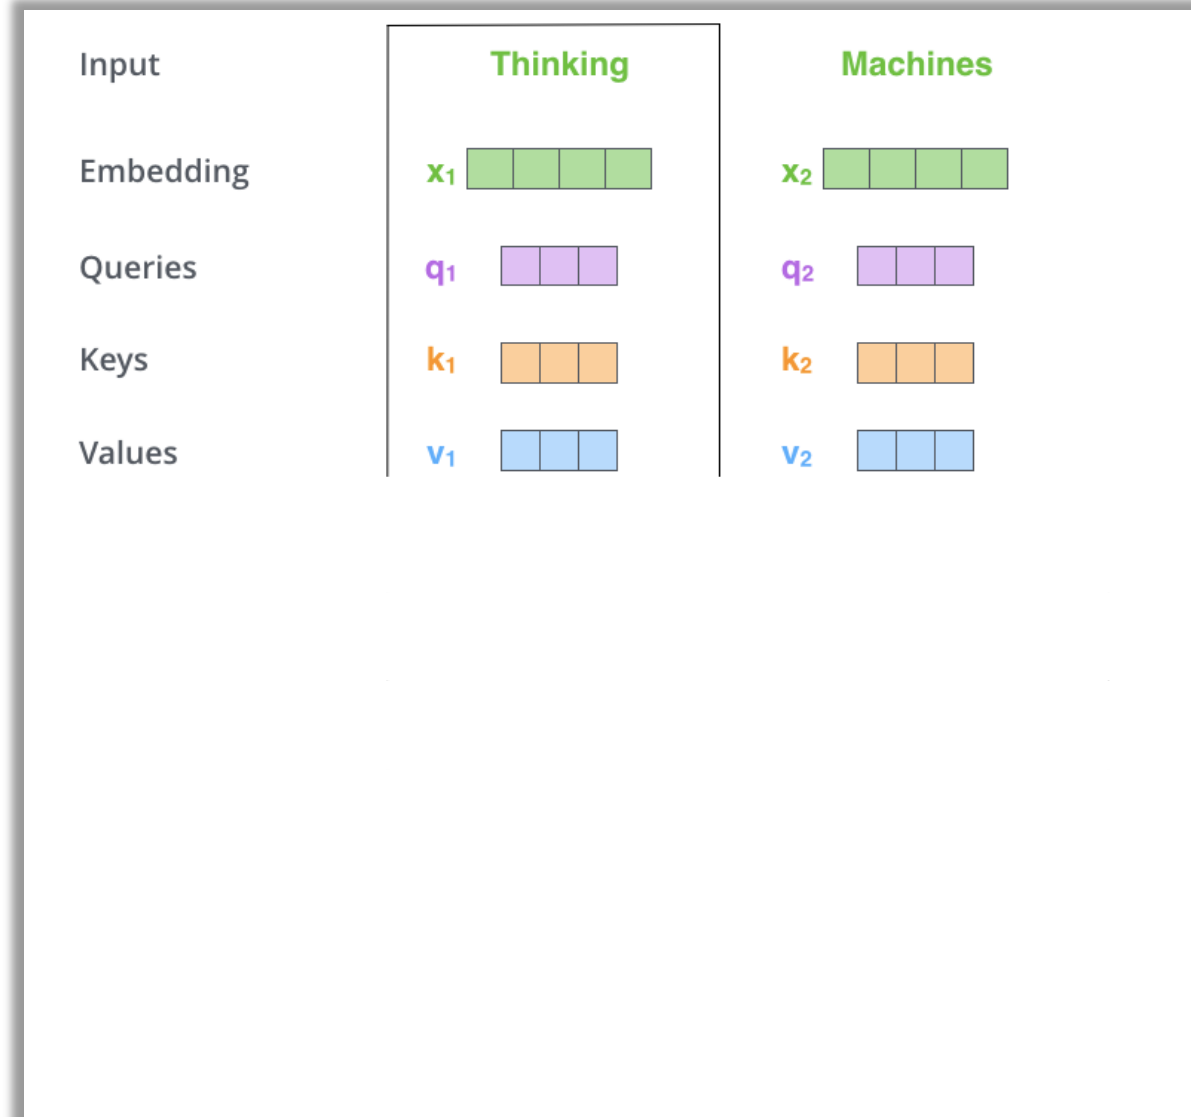 Input Thinking Machines
Embedding x₁ x₂
Queries q₁ q₂
Keys k₁ k₂
Values v₁ v₂